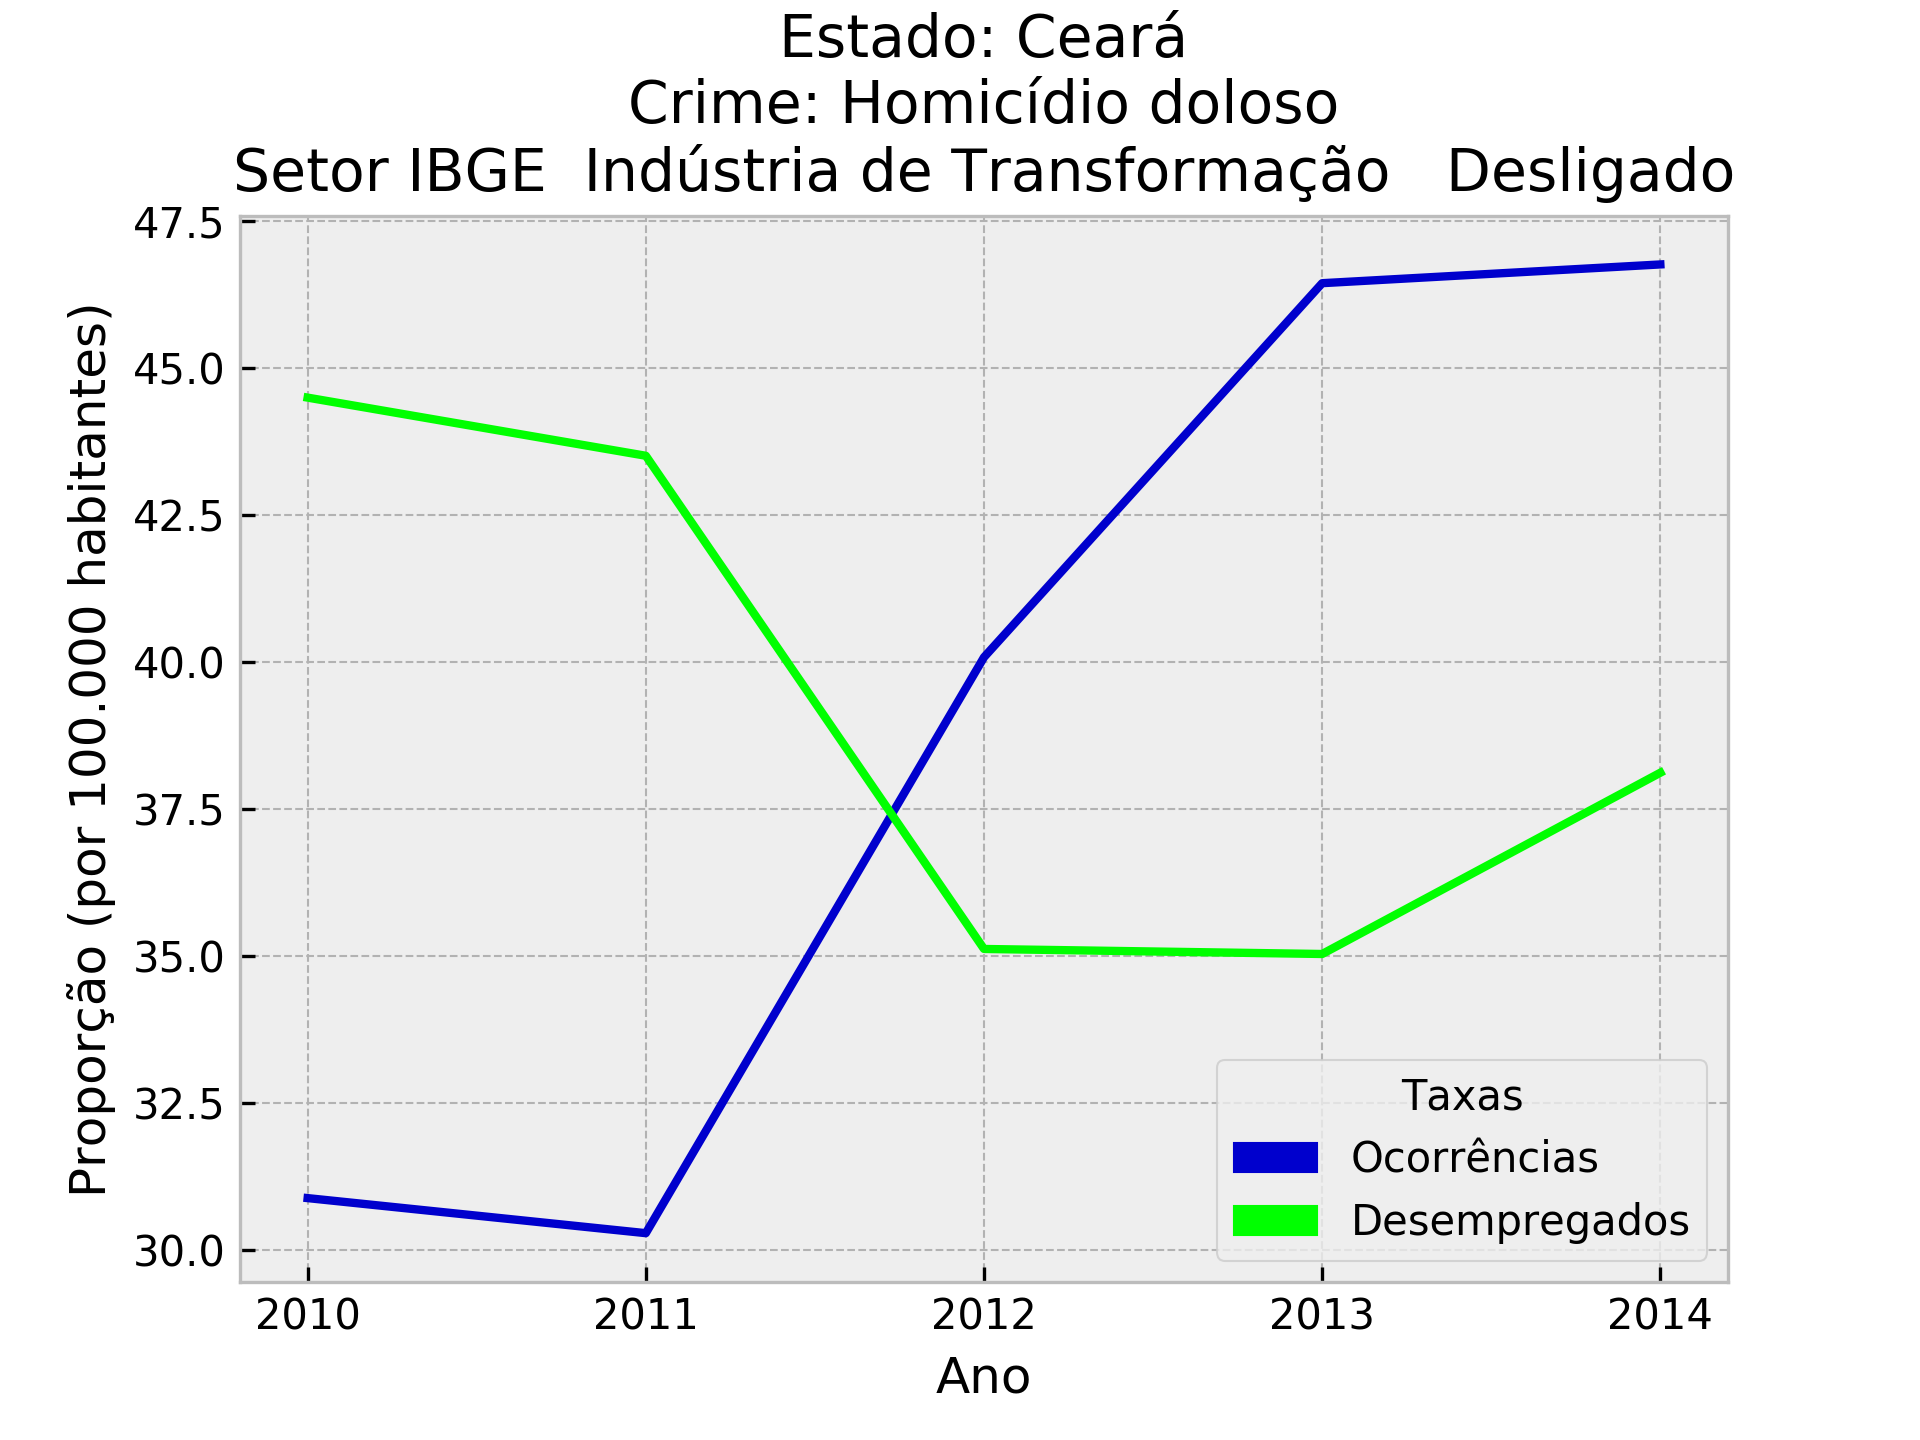 Estado: Ceará
Crime: Homicídio doloso
Setor IBGE  Indústria de Transformação   Desligado
Proporção (por 100.000 habitantes)
47.5
45.0
42.5
40.0
37.5
35.0
32.5
30.0
Taxas
Ocorrências
Desempregados
2010 2011 2012 2013 2014
Ano